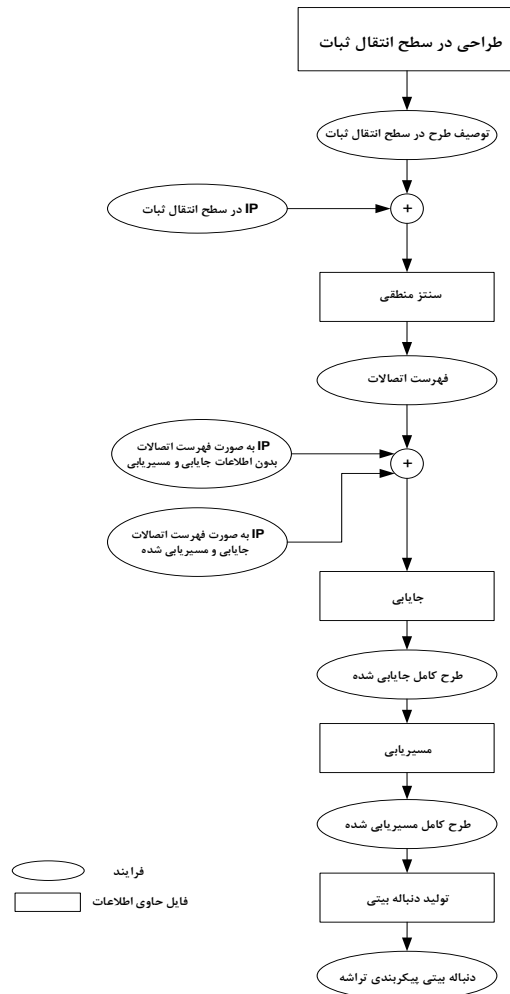 طراحی در سطح انتقال ثبات
توصیف طرح در سطح انتقال ثبات
IP در سطح انتقال ثبات
+
سنتز منطقی
فهرست اتصالات
IP به صورت فهرست اتصالات
بدون اطلاعات جایابی و مسیریابی
+
IP به صورت فهرست اتصالات
جایابی و مسیریابی شده
جایابی
طرح کامل جایابی شده
مسیریابی
طرح کامل مسیریابی شده
فرایند
تولید دنباله بیتی
فایل حاوی اطلاعات
دنباله بیتی پیکربندی تراشه